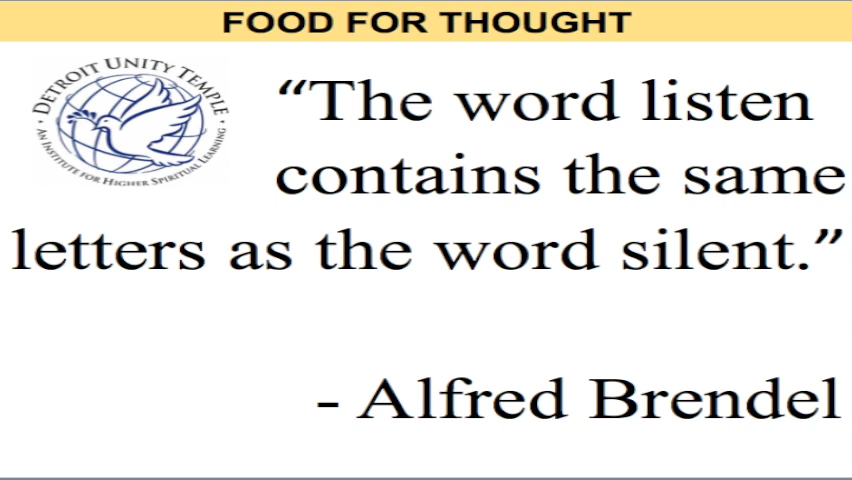 FOOD FOR THOUGHT
· DETROIT UNITY TEMPLE ·
AN INSTITUTE FOR HIGHER SPIRITUAL LEARNING
“The word listen
contains the same
letters as the word silent.”
- Alfred Brendel